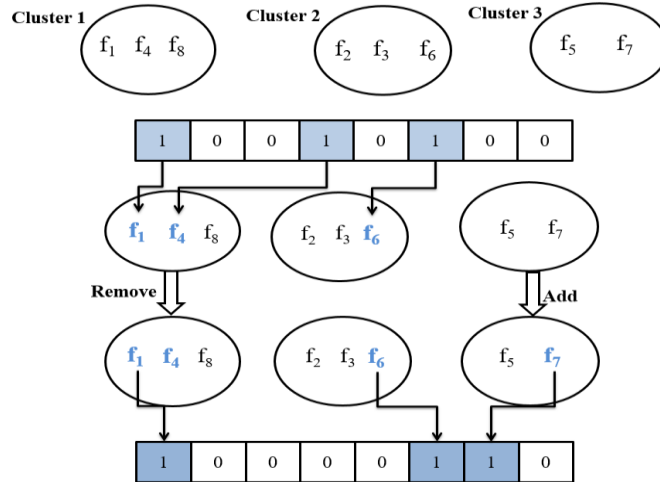 Cluster 1 Cluster 2 Cluster 3
f1 f4 f8 f2 f3 f6 f5 f7
1 0 0 1 0 1 0 0
f1 f4 f8 f2 f3 f6 f5 f7
Remove Add
f1 f4 f8 f2 f3 f6 f5 f7
1 0 0 0 0 1 1 0